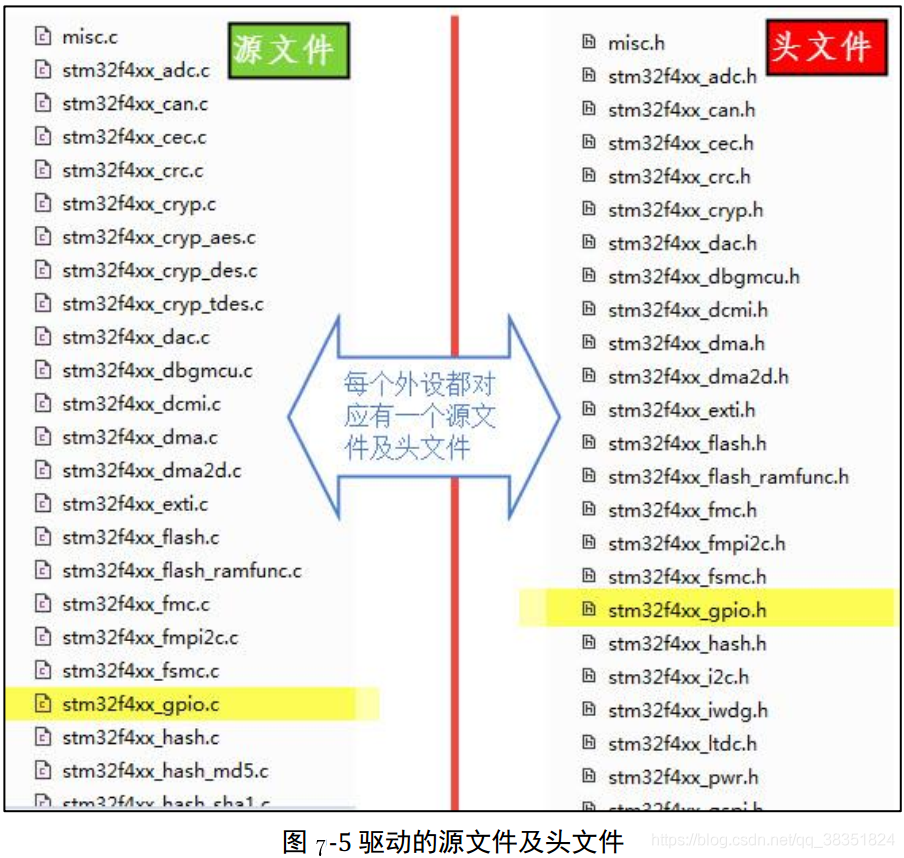 源文件
misc.c
stm32f4xx_adc.c
stm32f4xx_can.c
stm32f4xx_cec.c
stm32f4xx_crc.c
stm32f4xx_cryp.c
stm32f4xx_cryp_aes.c
stm32f4xx_cryp_des.c
stm32f4xx_cryp_tdes.c
stm32f4xx_dac.c
stm32f4xx_dbgmcu.c
stm32f4xx_dcmi.c
stm32f4xx_dma.c
stm32f4xx_dma2d.c
stm32f4xx_exti.c
stm32f4xx_flash.c
stm32f4xx_flash_ramfunc.c
stm32f4xx_fmc.c
stm32f4xx_fmpi2c.c
stm32f4xx_fsmc.c
stm32f4xx_gpio.c
stm32f4xx_hash.c
stm32f4xx_hash_md5.c
stm32f4xx_hash_sha1.c
每个外设都对
应有一个源文
件及头文件
头文件
misc.h
stm32f4xx_adc.h
stm32f4xx_can.h
stm32f4xx_cec.h
stm32f4xx_crc.h
stm32f4xx_cryp.h
stm32f4xx_dac.h
stm32f4xx_dbgmcu.h
stm32f4xx_dcmi.h
stm32f4xx_dma.h
stm32f4xx_dma2d.h
stm32f4xx_exti.h
stm32f4xx_flash.h
stm32f4xx_flash_ramfunc.h
stm32f4xx_fmc.h
stm32f4xx_fmpi2c.h
stm32f4xx_fsmc.h
stm32f4xx_gpio.h
stm32f4xx_hash.h
stm32f4xx_i2c.h
stm32f4xx_iwdg.h
stm32f4xx_ltdc.h
stm32f4xx_pwr.h
图 7-5 驱动的源文件及头文件
https://blog.csdn.net/qq_38351824